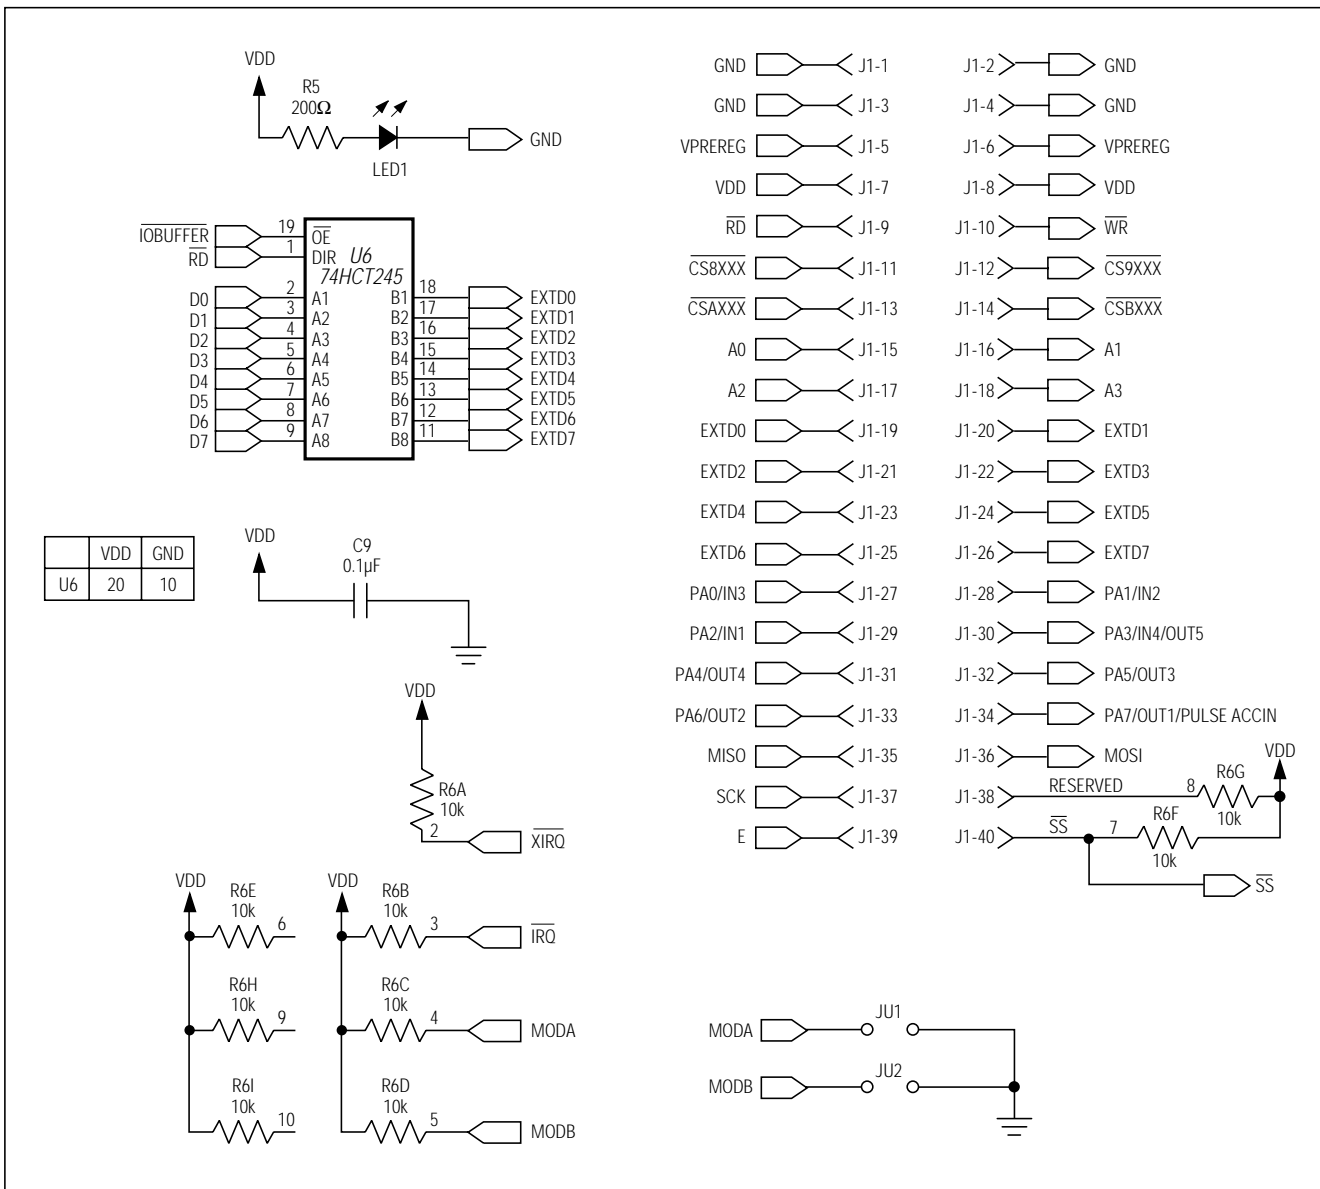 VDD
R5
200Ω
LED1
GND
IOBUFFER
RD
19
1
OE
DIR
U6
74HCT245
D0 2 A1 B1 18 EXTD0
D1 3 A2 B2 17 EXTD1
D2 4 A3 B3 16 EXTD2
D3 5 A4 B4 15 EXTD3
D4 6 A5 B5 14 EXTD4
D5 7 A6 B6 13 EXTD5
D6 8 A7 B7 12 EXTD6
D7 9 A8 B8 11 EXTD7
VDD GND
U6 20 10
VDD
C9
0.1µF
VDD
R6A
10k
2
XIRQ
VDD
R6E
10k
6
R6H
10k
9
R6I
10k
10
VDD
R6B
10k
3
IRQ
R6C
10k
4
MODA
R6D
10k
5
MODB
GND J1-1 J1-2 GND
GND J1-3 J1-4 GND
VPREREG J1-5 J1-6 VPREREG
VDD J1-7 J1-8 VDD
RD J1-9 J1-10 WR
CS8XXX J1-11 J1-12 CS9XXX
CSAXXX J1-13 J1-14 CSBXXX
A0 J1-15 J1-16 A1
A2 J1-17 J1-18 A3
EXTD0 J1-19 J1-20 EXTD1
EXTD2 J1-21 J1-22 EXTD3
EXTD4 J1-23 J1-24 EXTD5
EXTD6 J1-25 J1-26 EXTD7
PA0/IN3 J1-27 J1-28 PA1/IN2
PA2/IN1 J1-29 J1-30 PA3/IN4/OUT5
PA4/OUT4 J1-31 J1-32 PA5/OUT3
PA6/OUT2 J1-33 J1-34 PA7/OUT1/PULSE ACCIN
MISO J1-35 J1-36 MOSI
SCK J1-37 J1-38 RESERVED 8 R6G 10k VDD
E J1-39 J1-40 SS 7 R6F 10k
SS
MODA JU1
MODB JU2